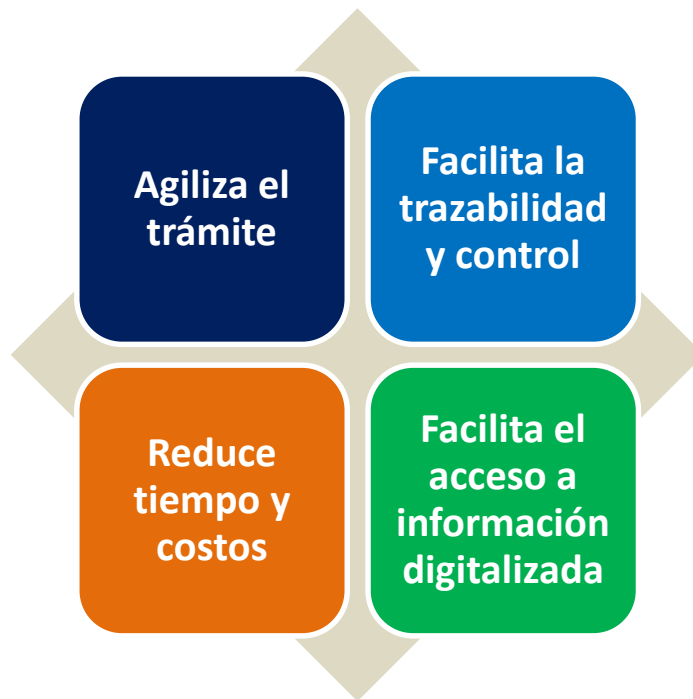 Agiliza el
trámite
Facilita la
trazabilidad
y control
Reduce
tiempo y
costos
Facilita el
acceso a
información
digitalizada